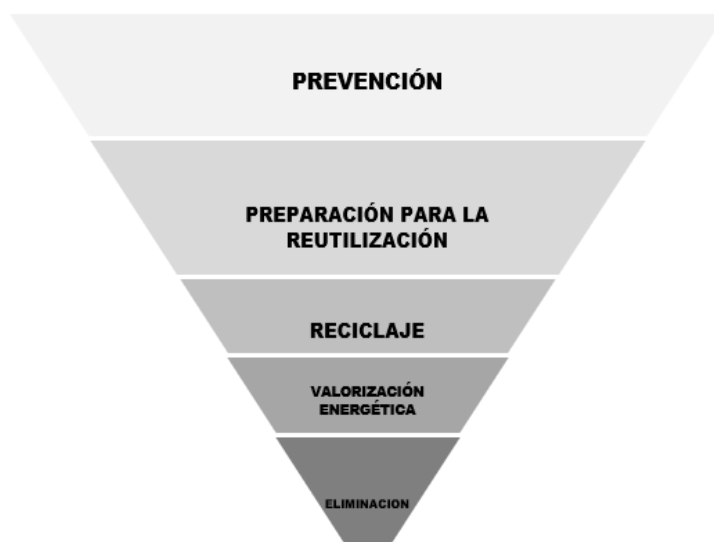 PREVENCIÓN
PREPARACIÓN PARA LA
REUTILIZACIÓN
RECICLAJE
VALORIZACIÓN
ENERGÉTICA
ELIMINACION